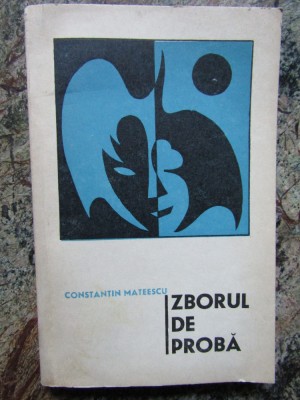 CONSTANTIN MATEESCU
ZBORUL
DE
PROBĂ